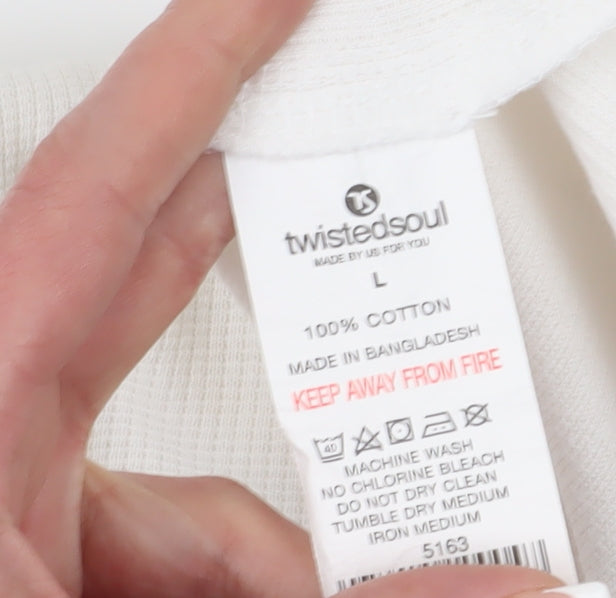 TS
twistedsoul
MADE BY US FOR YOU
L
100% COTTON
MADE IN BANGLADESH
KEEP AWAY FROM FIRE
40
MACHINE WASH
NO CHLORINE BLEACH
DO NOT DRY CLEAN
TUMBLE DRY MEDIUM
IRON MEDIUM
5163